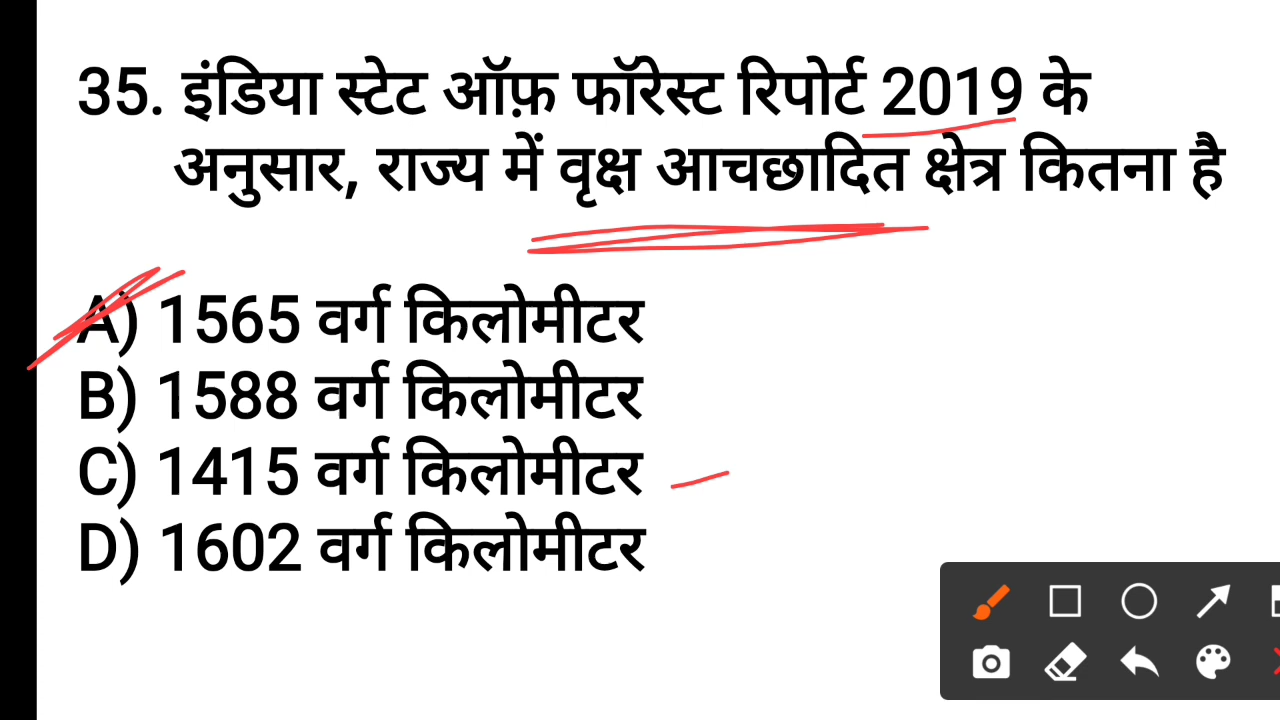 35. इंडिया स्टेट ऑफ़ फॉरेस्ट रिपोर्ट 2019 के
अनुसार, राज्य में वृक्ष आचछादित क्षेत्र कितना है
A) 1565 वर्ग किलोमीटर
B) 1588 वर्ग किलोमीटर
C) 1415 वर्ग किलोमीटर
D) 1602 वर्ग किलोमीटर